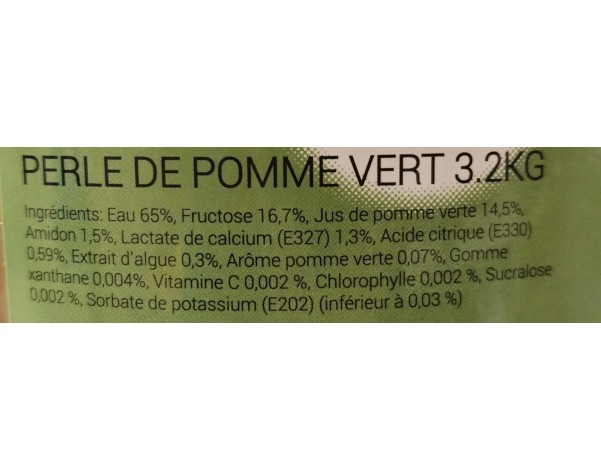 PERLE DE POMME VERT 3.2KG
Ingrédients: Eau 65%, Fructose 16,7%, Jus de pomme verte 14,5%,
Amidon 1,5%, Lactate de calcium (E327) 1,3%, Acide citrique (E330)
0,59%, Extrait d'algue 0,3%, Arôme pomme verte 0,07%, Gomme
xanthane 0,004%, Vitamine C 0,002 %, Chlorophylle 0,002 %, Sucralose
0,002 %, Sorbate de potassium (E202) (inférieur à 0,03 %)